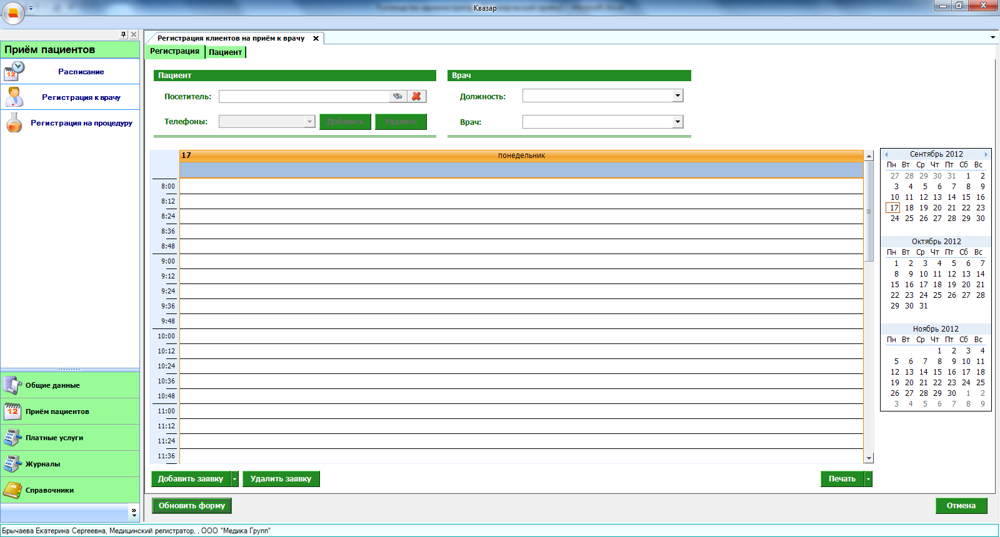 Квазар
Приём пациентов
Расписание
Регистрация к врачу
Регистрация на процедуру
Общие данные
Приём пациентов
Платные услуги
Журналы
Справочники
Регистрация клиентов на приём к врачу
Регистрация Пациент
Пациент
Посетитель:
Телефоны: Добавить Удалить
Врач
Должность:
Врач:
17 понедельник
8:00
8:12
8:24
8:36
8:48
9:00
9:12
9:24
9:36
9:48
10:00
10:12
10:24
10:36
10:48
11:00
11:12
11:24
11:36
Сентябрь 2012
Пн Вт Ср Чт Пт Сб Вс
27 28 29 30 31 1 2
3 4 5 6 7 8 9
10 11 12 13 14 15 16
17 18 19 20 21 22 23
24 25 26 27 28 29 30
Октябрь 2012
Пн Вт Ср Чт Пт Сб Вс
1 2 3 4 5 6 7
8 9 10 11 12 13 14
15 16 17 18 19 20 21
22 23 24 25 26 27 28
29 30 31
Ноябрь 2012
Пн Вт Ср Чт Пт Сб Вс
1 2 3 4
5 6 7 8 9 10 11
12 13 14 15 16 17 18
19 20 21 22 23 24 25
26 27 28 29 30 1 2
3 4 5 6 7 8 9
Добавить заявку Удалить заявку Печать
Обновить форму Отмена
Брычаева Екатерина Сергеевна, Медицинский регистратор, , ООО "Медика Групп"